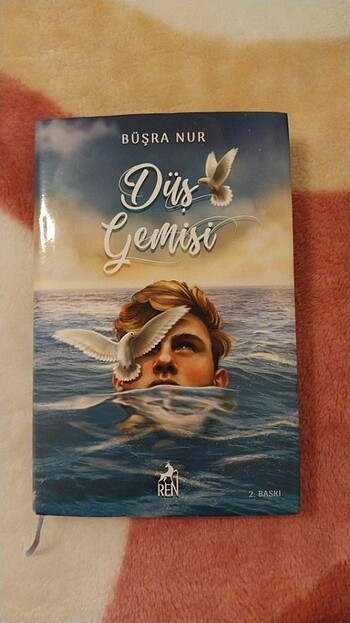 BÜŞRA NUR
Düş
Gemisi
REN
2. BASKI